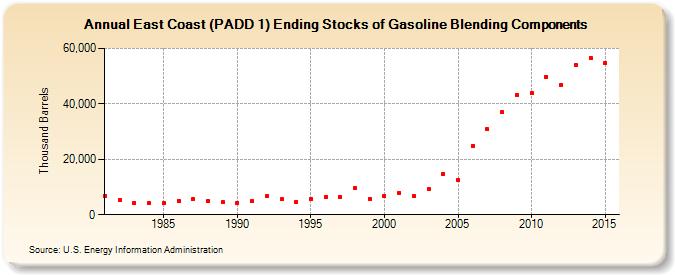 Annual East Coast (PADD 1) Ending Stocks of Gasoline Blending Components
Thousand Barrels
60,000
40,000
20,000
0
1985 1990 1995 2000 2005 2010 2015
Source: U.S. Energy Information Administration